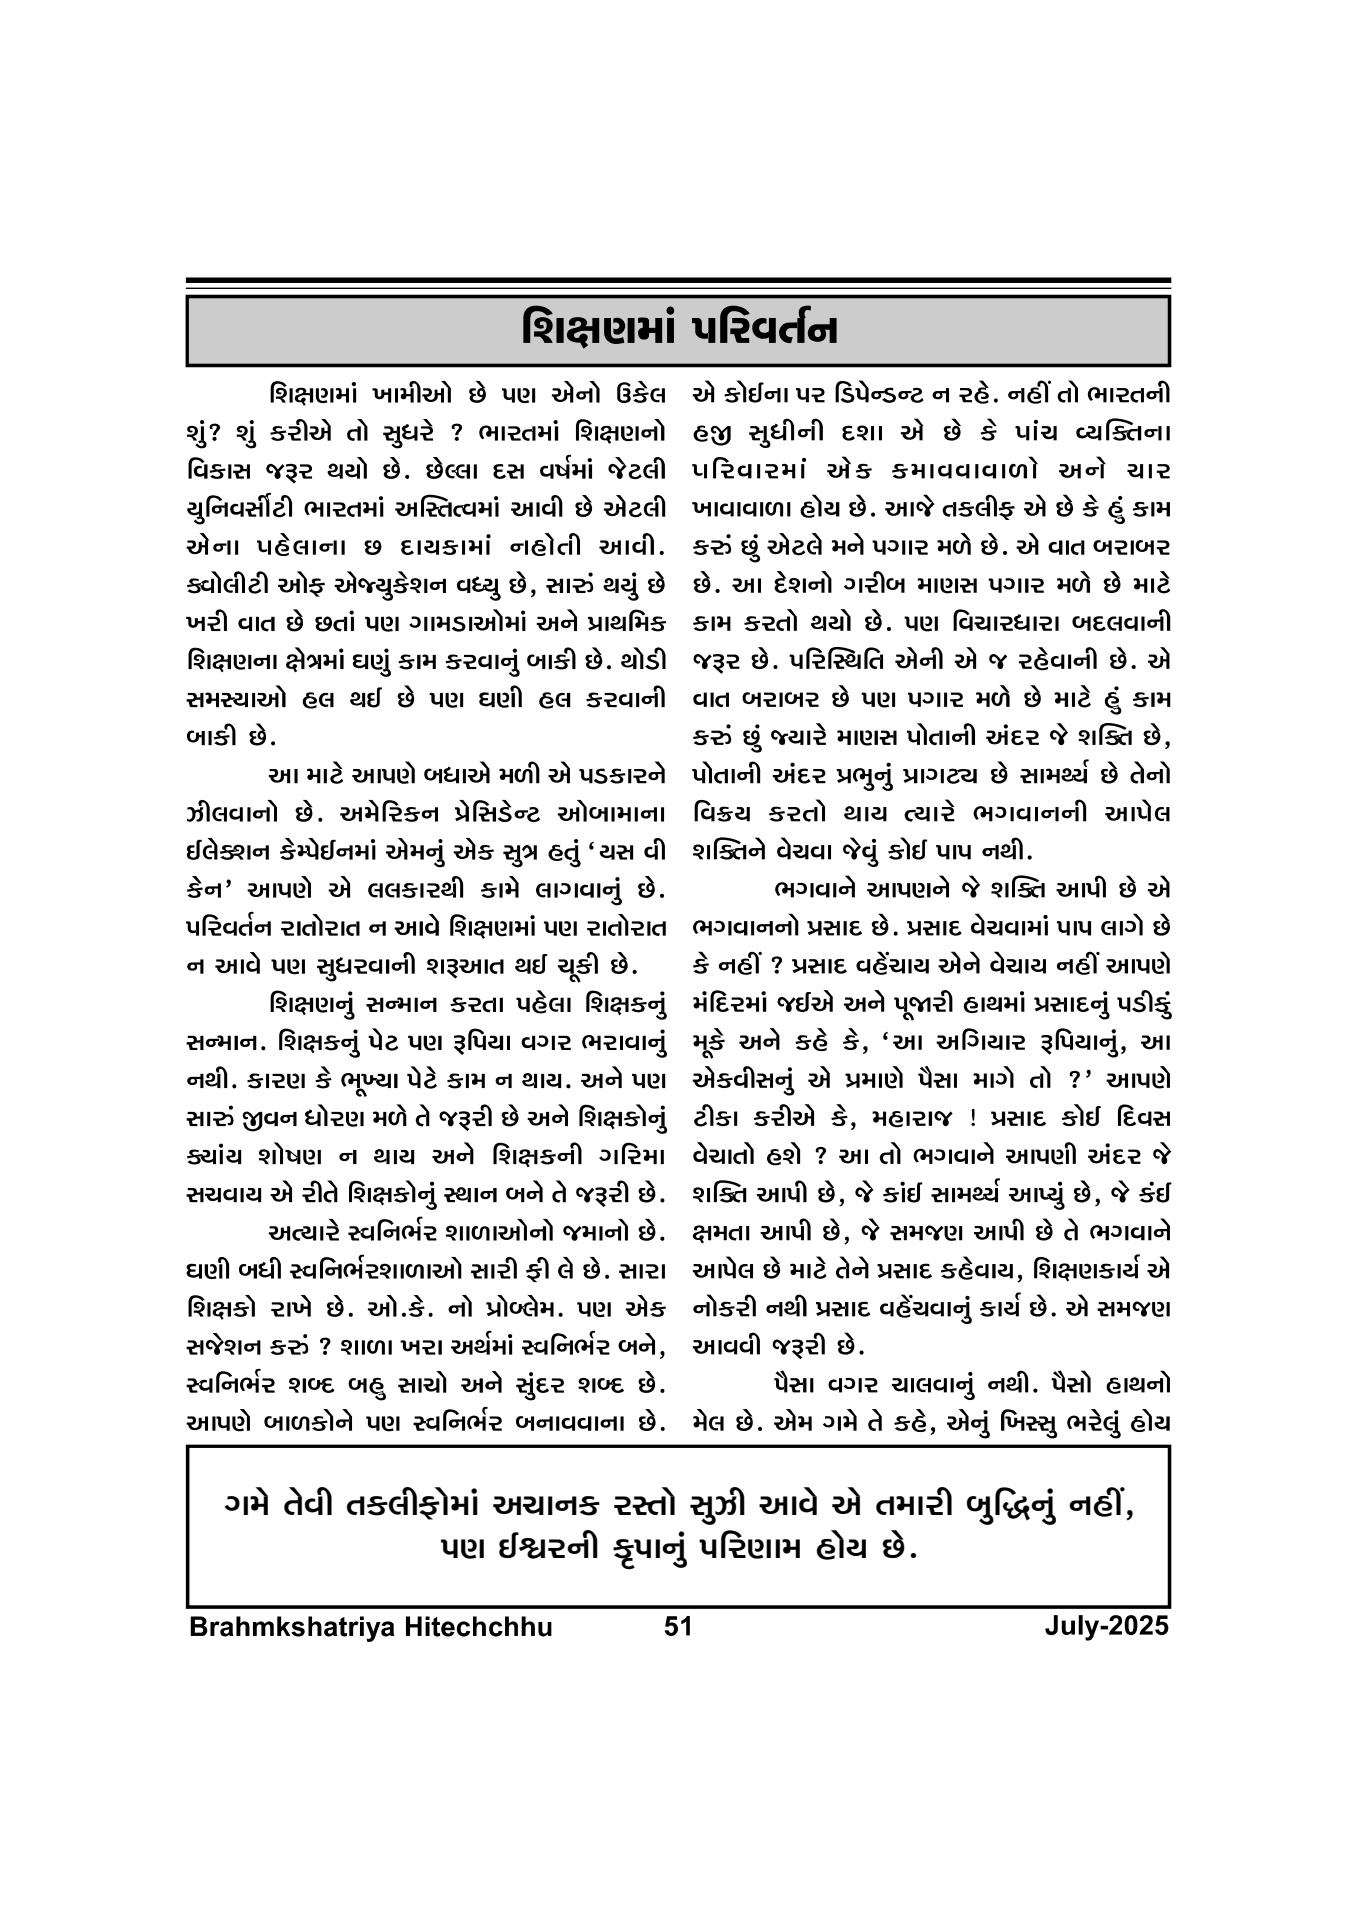 શિક્ષણમાં પરિવર્તન
શિક્ષણમાં ખામીઓ છે પણ એનો ઉકેલ
શું? શું કરીએ તો સુધરે ? ભારતમાં શિક્ષણનો
વિકાસ જરૂર થયો છે. છેલ્લા દસ વર્ષમાં જેટલી
યુનિવર્સીટી ભારતમાં અસ્તિત્વમાં આવી છે એટલી
એના પહેલાના છ દાયકામાં નહોતી આવી.
ક્વોલીટી ઓફ એજ્યુકેશન વધ્યુ છે, સારું થયું છે
ખરી વાત છે છતાં પણ ગામડાઓમાં અને પ્રાથમિક
શિક્ષણના ક્ષેત્રમાં ઘણું કામ કરવાનું બાકી છે. થોડી
સમસ્યાઓ હલ થઈ છે પણ ઘણી હલ કરવાની
બાકી છે.
આ માટે આપણે બધાએ મળી એ પડકારને
ઝીલવાનો છે. અમેરિકન પ્રેસિડેન્ટ ઓબામાના
ઈલેક્શન કેમ્પેઈનમાં એમનું એક સુત્ર હતું ‘યસ વી
કેન’ આપણે એ લલકારથી કામે લાગવાનું છે.
પરિવર્તન રાતોરાત ન આવે શિક્ષણમાં પણ રાતોરાત
ન આવે પણ સુધરવાની શરૂઆત થઈ ચૂકી છે.
શિક્ષણનું સન્માન કરતા પહેલા શિક્ષકનું
સન્માન. શિક્ષકનું પેટ પણ રૂપિયા વગર ભરાવાનું
નથી. કારણ કે ભૂખ્યા પેટે કામ ન થાય. અને પણ
સારું જીવન ધોરણ મળે તે જરૂરી છે અને શિક્ષકોનું
ક્યાંય શોષણ ન થાય અને શિક્ષકની ગરિમા
સચવાય એ રીતે શિક્ષકોનું સ્થાન બને તે જરૂરી છે.
અત્યારે સ્વનિર્ભર શાળાઓનો જમાનો છે.
ઘણી બધી સ્વનિર્ભરશાળાઓ સારી ફી લે છે. સારા
શિક્ષકો રાખે છે. ઓ.કે. નો પ્રોબ્લેમ. પણ એક
સજેશન કરું ? શાળા ખરા અર્થમાં સ્વનિર્ભર બને,
સ્વનિર્ભર શબ્દ બહુ સાચો અને સુંદર શબ્દ છે.
આપણે બાળકોને પણ સ્વનિર્ભર બનાવવાના છે.
એ કોઈના પર ડિપેન્ડન્ટ ન રહે. નહીં તો ભારતની
હજી સુધીની દશા એ છે કે પાંચ વ્યક્તિના
પરિવારમાં એક કમાવવાવાળો અને ચાર
ખાવાવાળા હોય છે. આજે તકલીફ એ છે કે હું કામ
કરું છું એટલે મને પગાર મળે છે. એ વાત બરાબર
છે. આ દેશનો ગરીબ માણસ પગાર મળે છે માટે
કામ કરતો થયો છે. પણ વિચારધારા બદલવાની
જરૂર છે. પરિસ્થિતિ એની એ જ રહેવાની છે. એ
વાત બરાબર છે પણ પગાર મળે છે માટે હું કામ
કરું છું જ્યારે માણસ પોતાની અંદર જે શક્તિ છે,
પોતાની અંદર પ્રભુનું પ્રાગટ્ય છે સામર્થ્ય છે તેનો
વિક્રય કરતો થાય ત્યારે ભગવાનની આપેલ
શક્તિને વેચવા જેવું કોઈ પાપ નથી.
ભગવાને આપણને જે શક્તિ આપી છે એ
ભગવાનનો પ્રસાદ છે. પ્રસાદ વેચવામાં પાપ લાગે છે
કે નહીં ? પ્રસાદ વહેંચાય એને વેચાય નહીં આપણે
મંદિરમાં જઈએ અને પૂજારી હાથમાં પ્રસાદનું પડીકું
મૂકે અને કહે કે, ‘આ અગિયાર રૂપિયાનું, આ
એકવીસનું એ પ્રમાણે પૈસા માગે તો ?’ આપણે
ટીકા કરીએ કે, મહારાજ ! પ્રસાદ કોઈ દિવસ
વેચાતો હશે ? આ તો ભગવાને આપણી અંદર જે
શક્તિ આપી છે, જે કાંઈ સામર્થ્ય આપ્યું છે, જે કંઈ
ક્ષમતા આપી છે, જે સમજણ આપી છે તે ભગવાને
આપેલ છે માટે તેને પ્રસાદ કહેવાય, શિક્ષણકાર્ય એ
નોકરી નથી પ્રસાદ વહેંચવાનું કાર્ય છે. એ સમજણ
આવવી જરૂરી છે.
પૈસા વગર ચાલવાનું નથી. પૈસો હાથનો
મેલ છે. એમ ગમે તે કહે, એનું ખિસ્સુ ભરેલું હોય
ગમે તેવી તકલીફોમાં અચાનક રસ્તો સુઝી આવે એ તમારી બુદ્ધિનું નહીં,
પણ ઈશ્વરની કૃપાનું પરિણામ હોય છે.
Brahmkshatriya Hitechchhu 51 July-2025